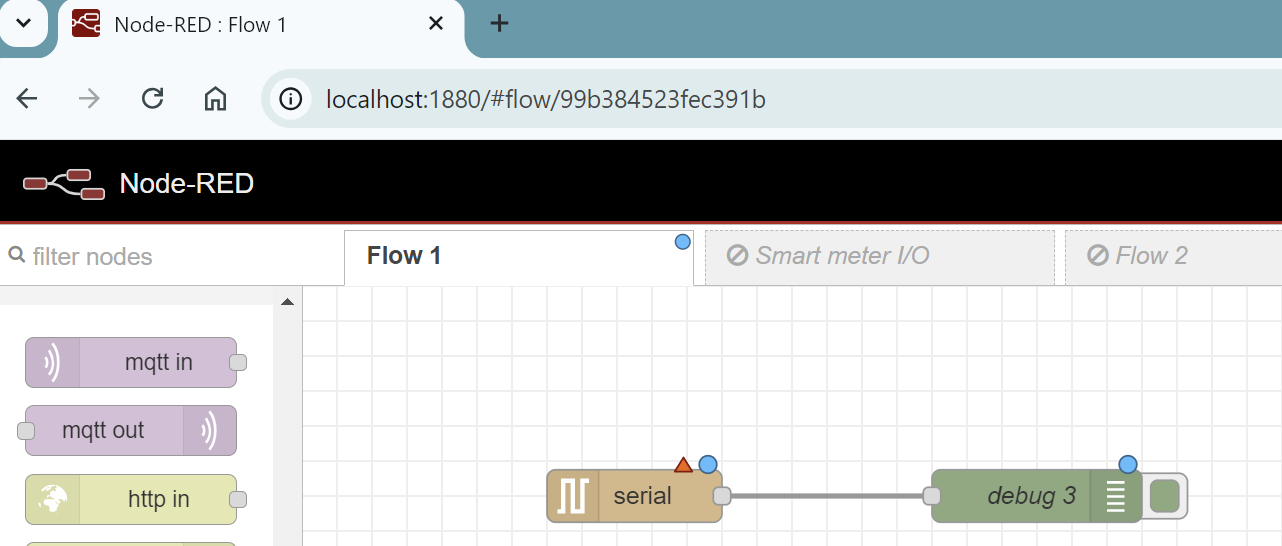 Node-RED : Flow 1
localhost:1880/#flow/99b384523fec391b
Node-RED
filter nodes
Flow 1
Smart meter I/O
Flow 2
mqtt in
mqtt out
http in
serial
debug 3